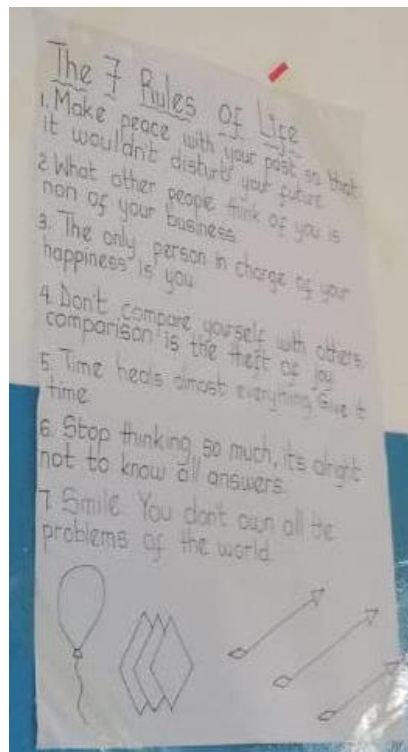 The 7 Rules Of Life
1. Make peace with your past so that
it wouldn't disturb your future
2. What other people think of you is
non of your business.
3. The only person in charge of your
happiness is you
4. Don't compare yourself with others,
comparison is the theft of joy
5. Time heals almost everything, Give it
time.
6. Stop thinking so much, it's alright
not to know all answers.
7. Smile. You don't own all the
problems of the world.